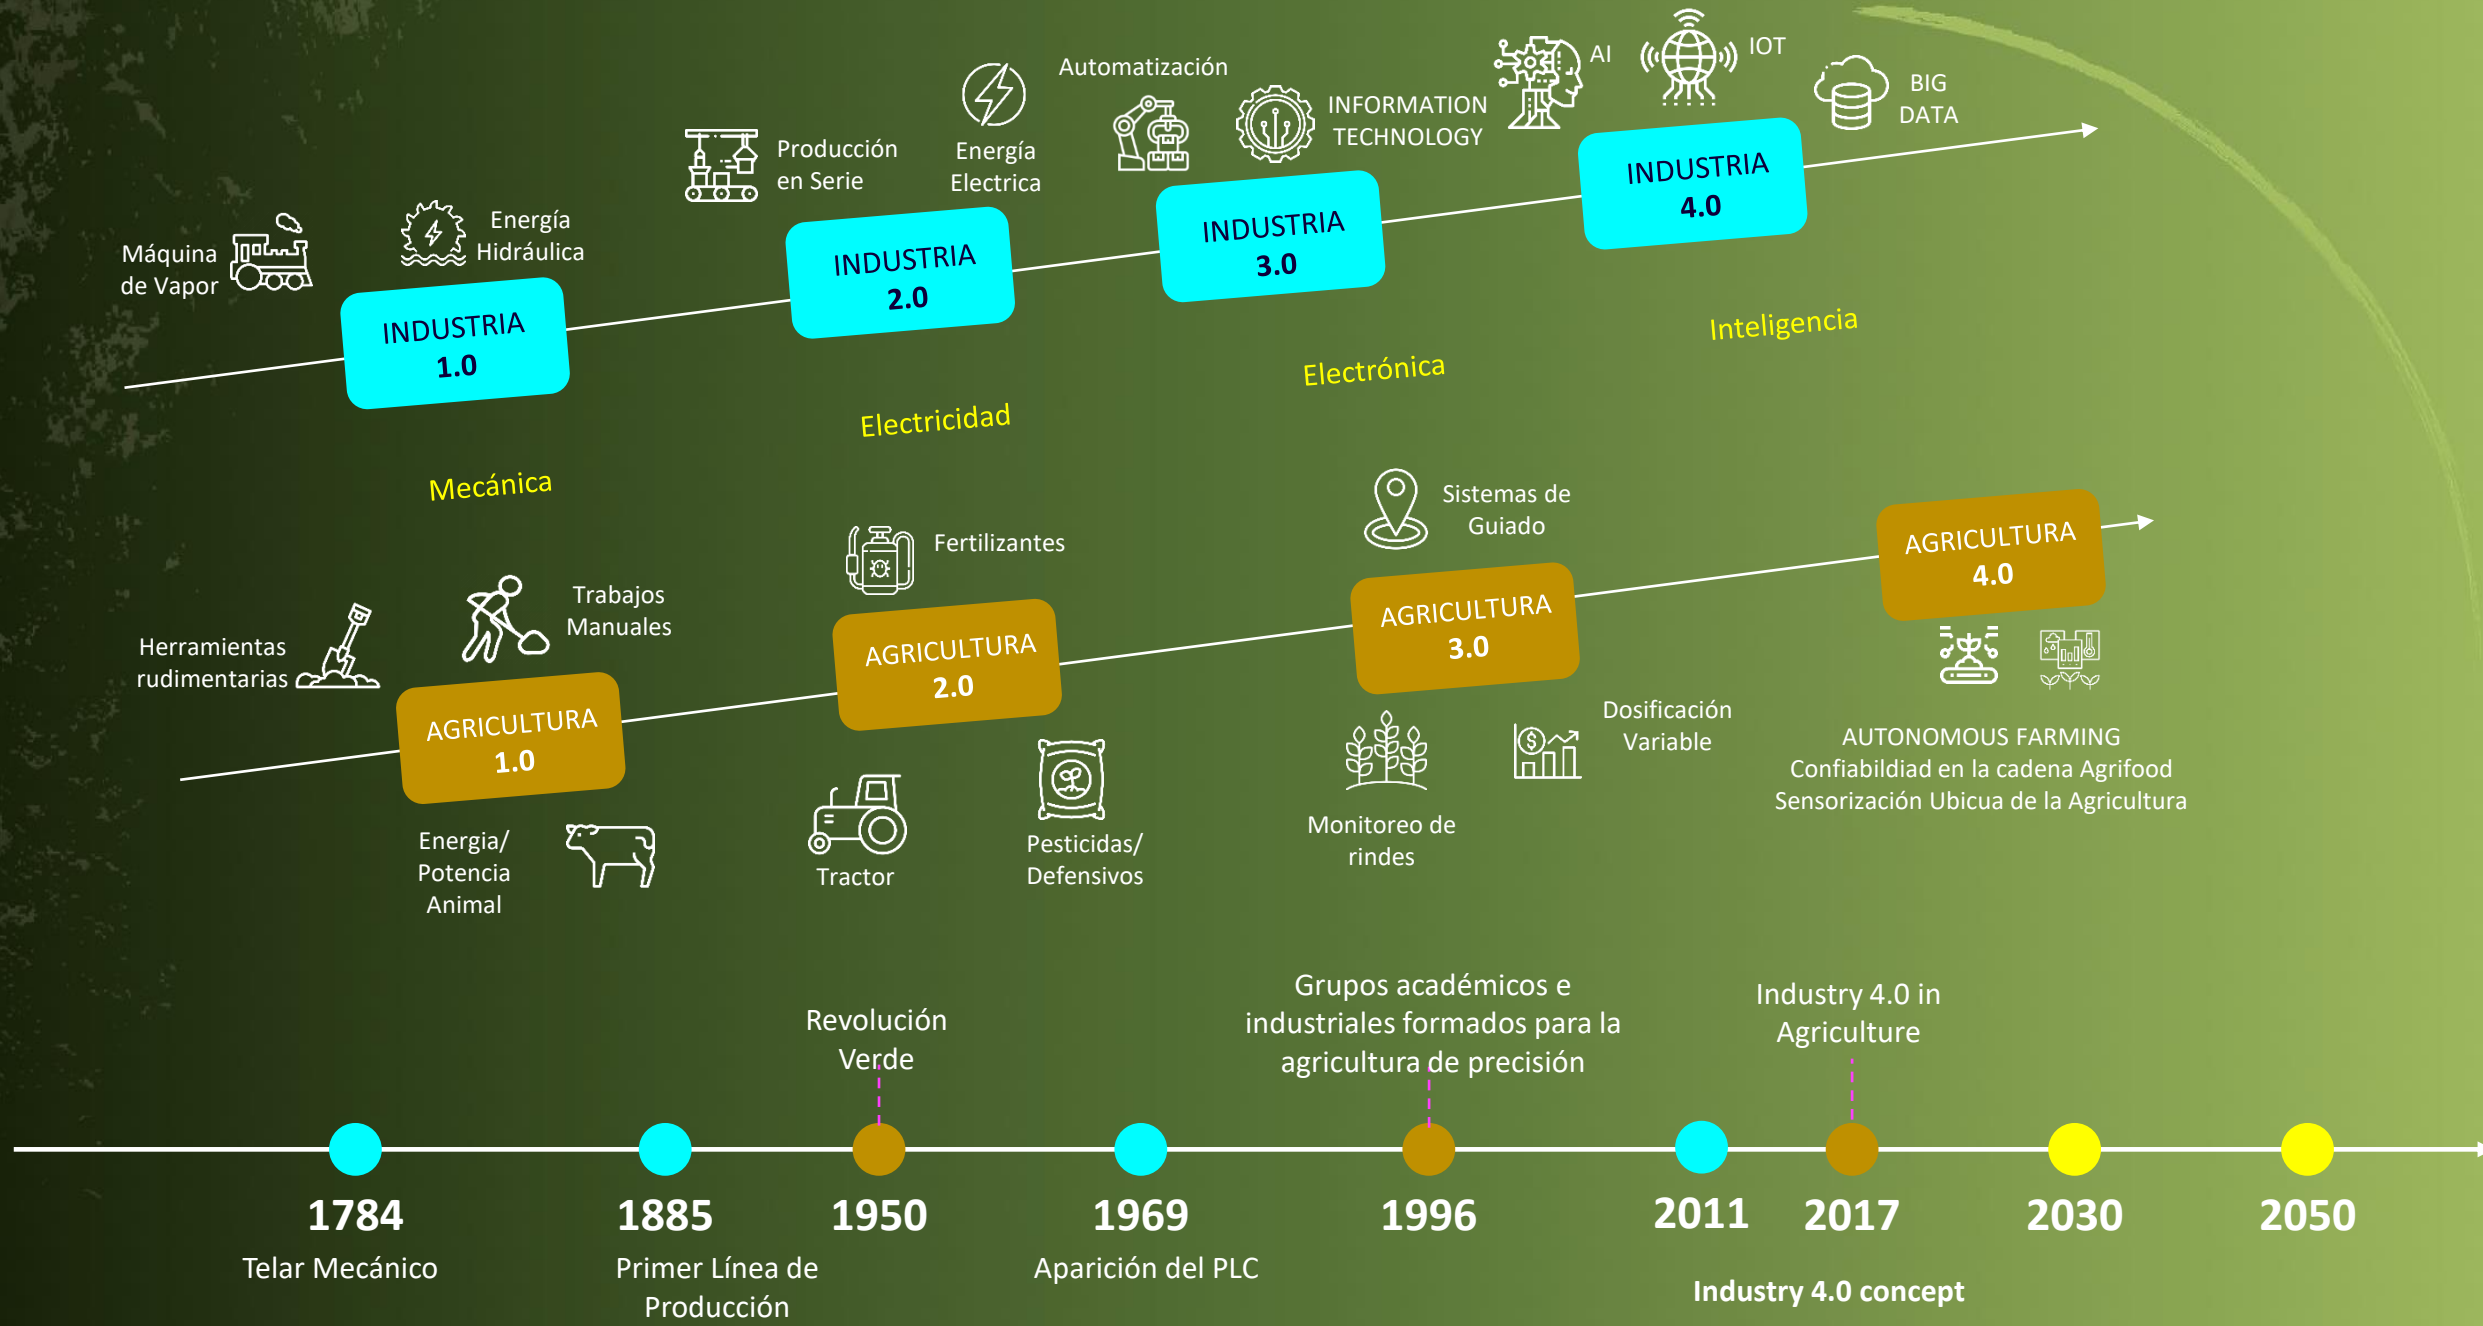 Máquina
de Vapor
Energía
Hidráulica
INDUSTRIA
1.0
Producción
en Serie
Energía
Electrica
INDUSTRIA
2.0
Automatización
INFORMATION
TECHNOLOGY
INDUSTRIA
3.0
AI
IOT
BIG
DATA
INDUSTRIA
4.0
Mecánica
Electricidad
Electrónica
Inteligencia
Herramientas
rudimentarias
Trabajos
Manuales
AGRICULTURA
1.0
Energia/
Potencia
Animal
Fertilizantes
AGRICULTURA
2.0
Tractor
Pesticidas/
Defensivos
Sistemas de
Guiado
AGRICULTURA
3.0
Monitoreo de
rindes
Dosificación
Variable
AGRICULTURA
4.0
AUTONOMOUS FARMING
Confiabildiad en la cadena Agrifood
Sensorización Ubicua de la Agricultura
Revolución
Verde
Grupos académicos e
industriales formados para la
agricultura de precisión
Industry 4.0 in
Agriculture
1784
Telar Mecánico
1885
Primer Línea de
Producción
1950
1969
Aparición del PLC
1996
2011
2017
Industry 4.0 concept
2030
2050